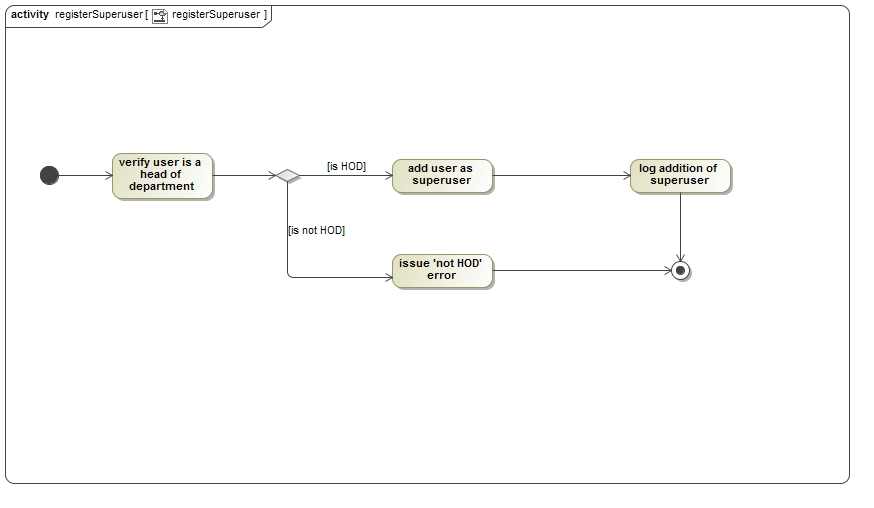 activity registerSuperuser [ registerSuperuser ]
verify user is a
head of
department
[is HOD]
add user as
superuser
log addition of
superuser
[is not HOD]
issue 'not HOD'
error